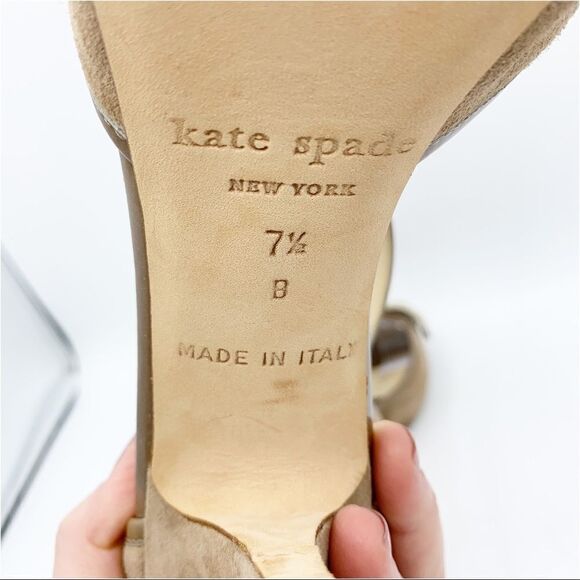 kate spade
NEW YORK
7½
B
MADE IN ITALY